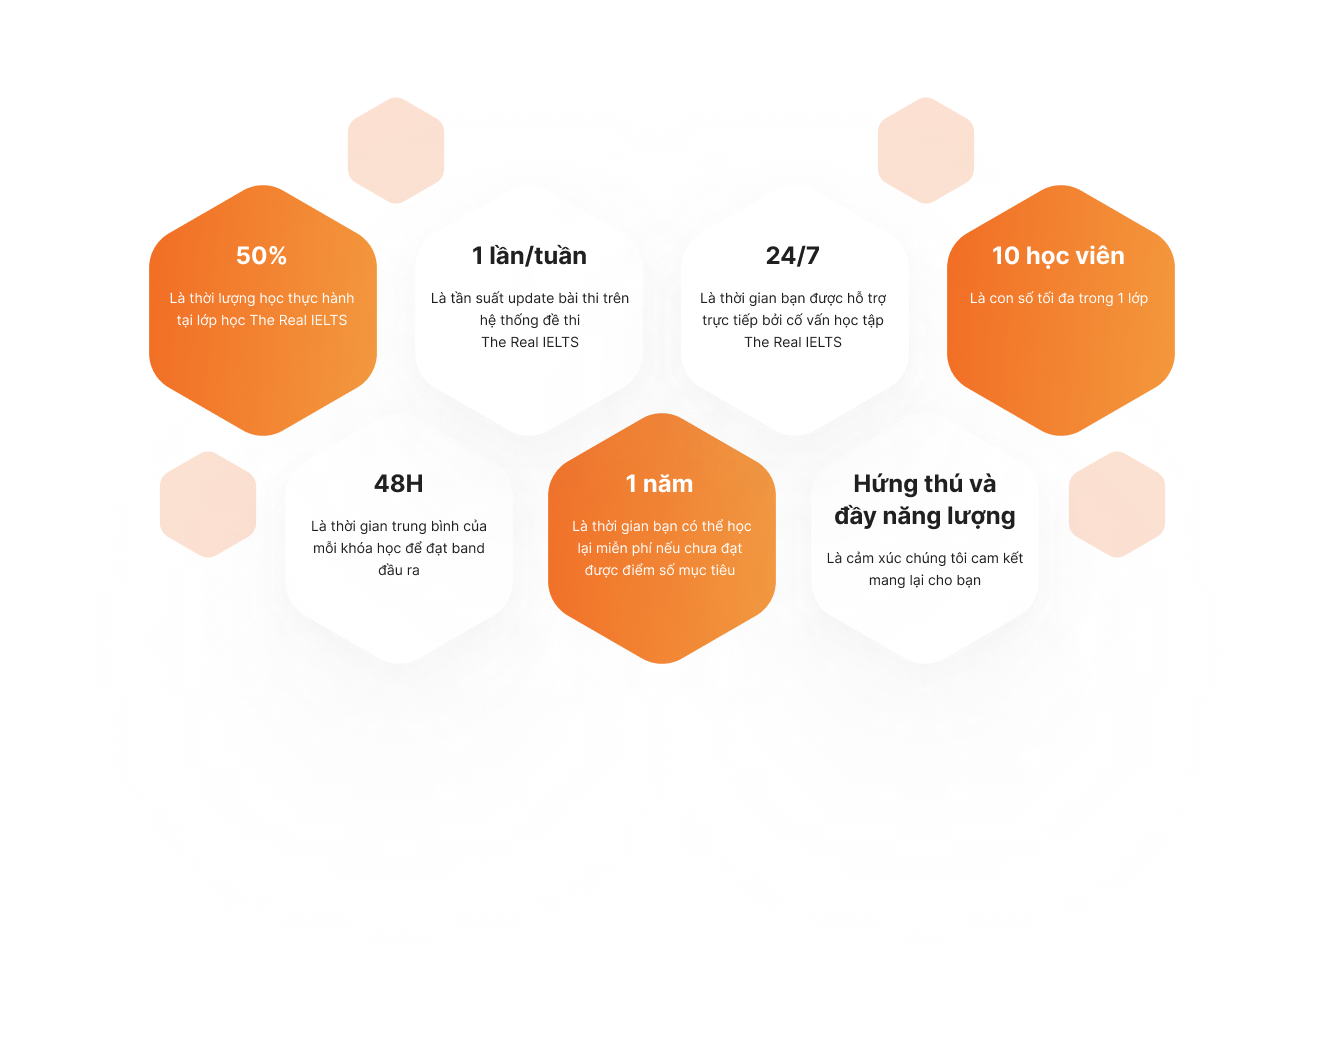 50%
Là thời lượng học thực hành
tại lớp học The Real IELTS
1 lần/tuần
Là tần suất update bài thi trên
hệ thống đề thi
The Real IELTS
24/7
Là thời gian bạn được hỗ trợ
trực tiếp bởi cố vấn học tập
The Real IELTS
10 học viên
Là con số tối đa trong 1 lớp
48H
Là thời gian trung bình của
mỗi khóa học để đạt band
đầu ra
1 năm
Là thời gian bạn có thể học
lại miễn phí nếu chưa đạt
được điểm số mục tiêu
Hứng thú và
đầy năng lượng
Là cảm xúc chúng tôi cam kết
mang lại cho bạn